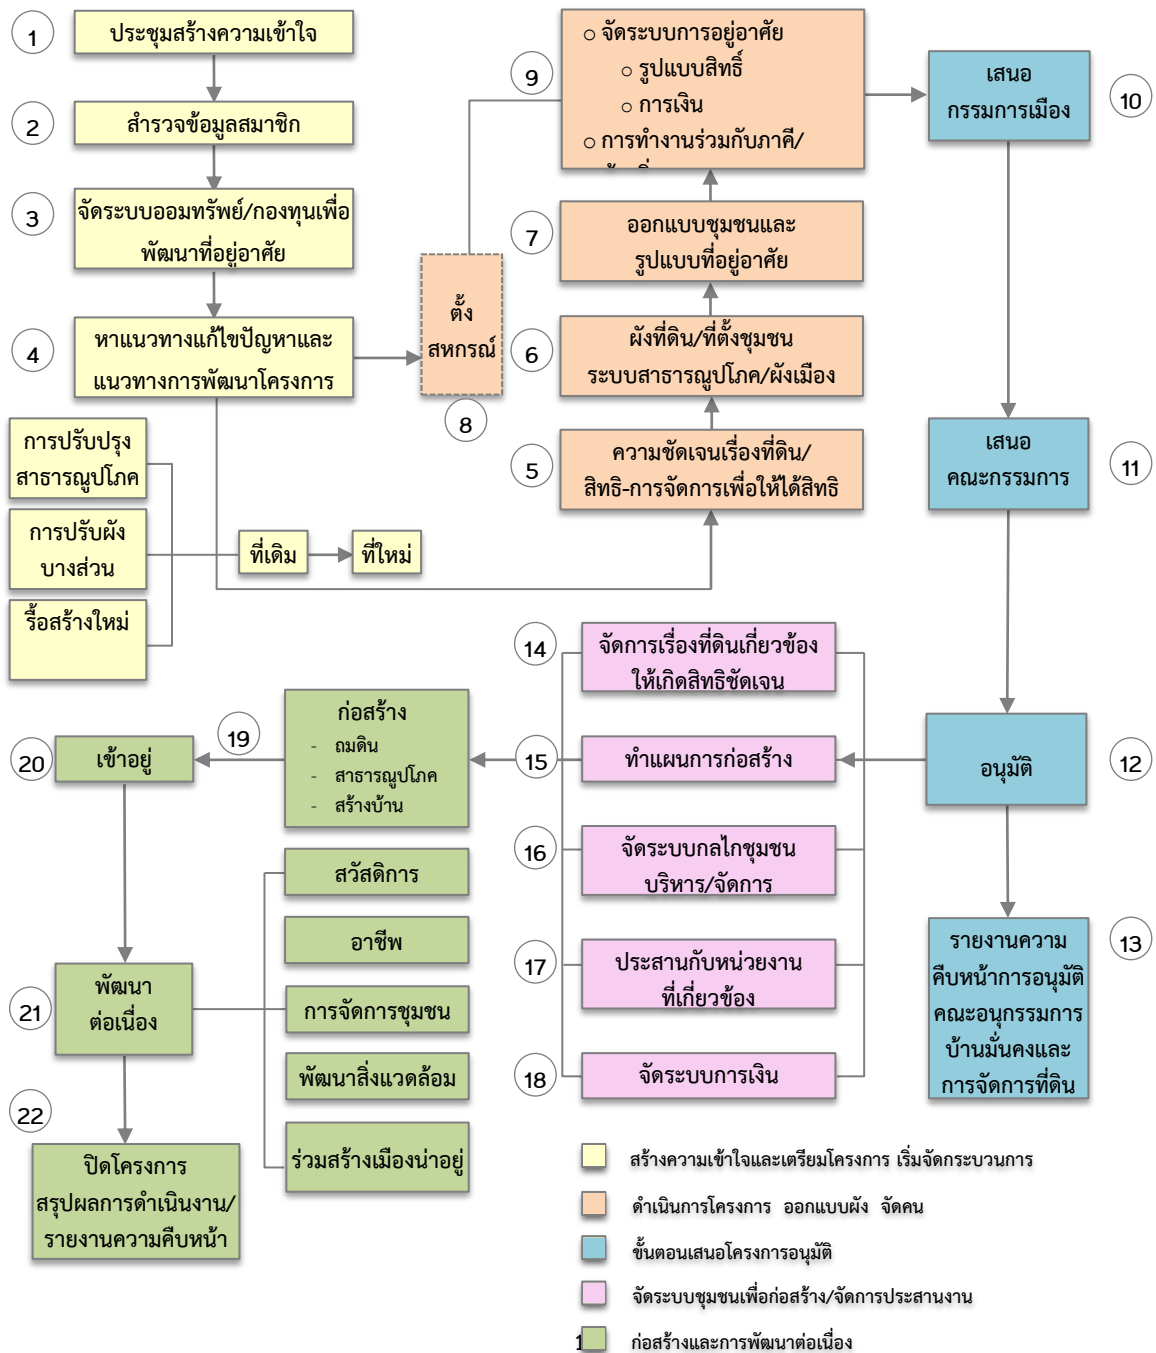 1
ประชุมสร้างความเข้าใจ
2
สำรวจข้อมูลสมาชิก
3
จัดระบบออมทรัพย์/กองทุนเพื่อ
พัฒนาที่อยู่อาศัย
4
หาแนวทางแก้ไขปัญหาและ
แนวทางการพัฒนาโครงการ
ตั้ง
สหกรณ์
8
การปรับปรุง
สาธารณูปโภค
การปรับผัง
บางส่วน
รื้อสร้างใหม่
ที่เดิม
ที่ใหม่
9
o จัดระบบการอยู่อาศัย
o รูปแบบสิทธิ์
o การเงิน
o การทำงานร่วมกับภาคี/
7
ออกแบบชุมชนและ
รูปแบบที่อยู่อาศัย
6
ผังที่ดิน/ที่ตั้งชุมชน
ระบบสาธารณูปโภค/ผังเมือง
5
ความชัดเจนเรื่องที่ดิน/
สิทธิ-การจัดการเพื่อให้ได้สิทธิ
เสนอ
กรรมการเมือง
10
เสนอ
คณะกรรมการ
11
อนุมัติ
12
รายงานความ
คืบหน้าการอนุมัติ
คณะอนุกรรมการ
บ้านมั่นคงและ
การจัดการที่ดิน
13
14
จัดการเรื่องที่ดินเกี่ยวข้อง
ให้เกิดสิทธิชัดเจน
15
ทำแผนการก่อสร้าง
16
จัดระบบกลไกชุมชน
บริหาร/จัดการ
17
ประสานกับหน่วยงาน
ที่เกี่ยวข้อง
18
จัดระบบการเงิน
19
ก่อสร้าง
- ถมดิน
- สาธารณูปโภค
- สร้างบ้าน
20
เข้าอยู่
21
พัฒนา
ต่อเนื่อง
สวัสดิการ
อาชีพ
การจัดการชุมชน
พัฒนาสิ่งแวดล้อม
ร่วมสร้างเมืองน่าอยู่
22
ปิดโครงการ
สรุปผลการดำเนินงาน/
รายงานความคืบหน้า
สร้างความเข้าใจและเตรียมโครงการ เริ่มจัดกระบวนการ
ดำเนินการโครงการ ออกแบบผัง จัดคน
ขั้นตอนเสนอโครงการอนุมัติ
จัดระบบชุมชนเพื่อก่อสร้าง/จัดการประสานงาน
ก่อสร้างและการพัฒนาต่อเนื่อง